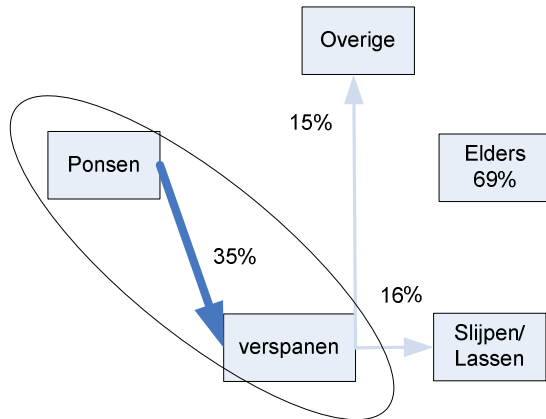 Overige
15%
Ponsen
Elders
69%
35%
16%
verspanen
Slijpen/
Lassen